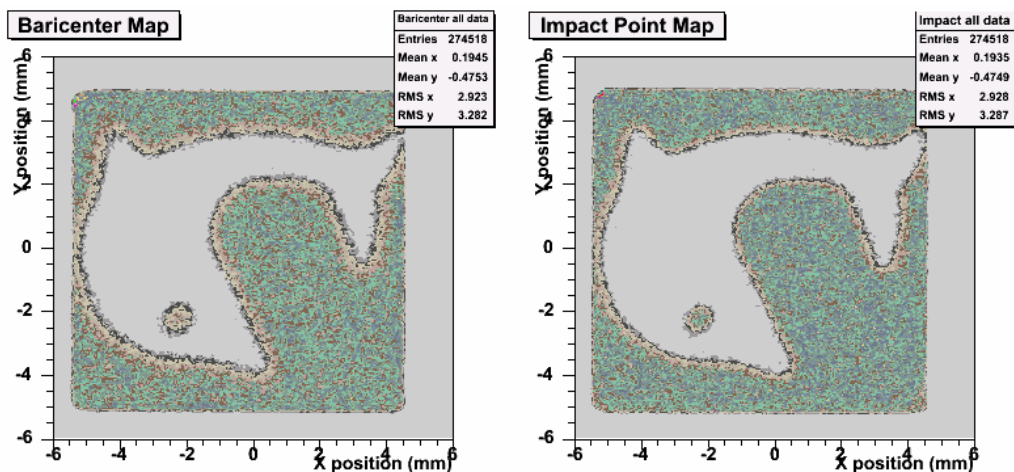 Baricenter Map
Baricenter all data
Entries 274518
Mean x 0.1945
Mean y -0.4753
RMS x 2.923
RMS y 3.282
Y position (mm)
6
4
2
0
-2
-4
-6
-6 -4 -2 0 2 4 6
X position (mm)
Impact Point Map
Impact all data
Entries 274518
Mean x 0.1935
Mean y -0.4749
RMS x 2.928
RMS y 3.287
Y position (mm)
6
4
2
0
-2
-4
-6
-6 -4 -2 0 2 4 6
X position (mm)